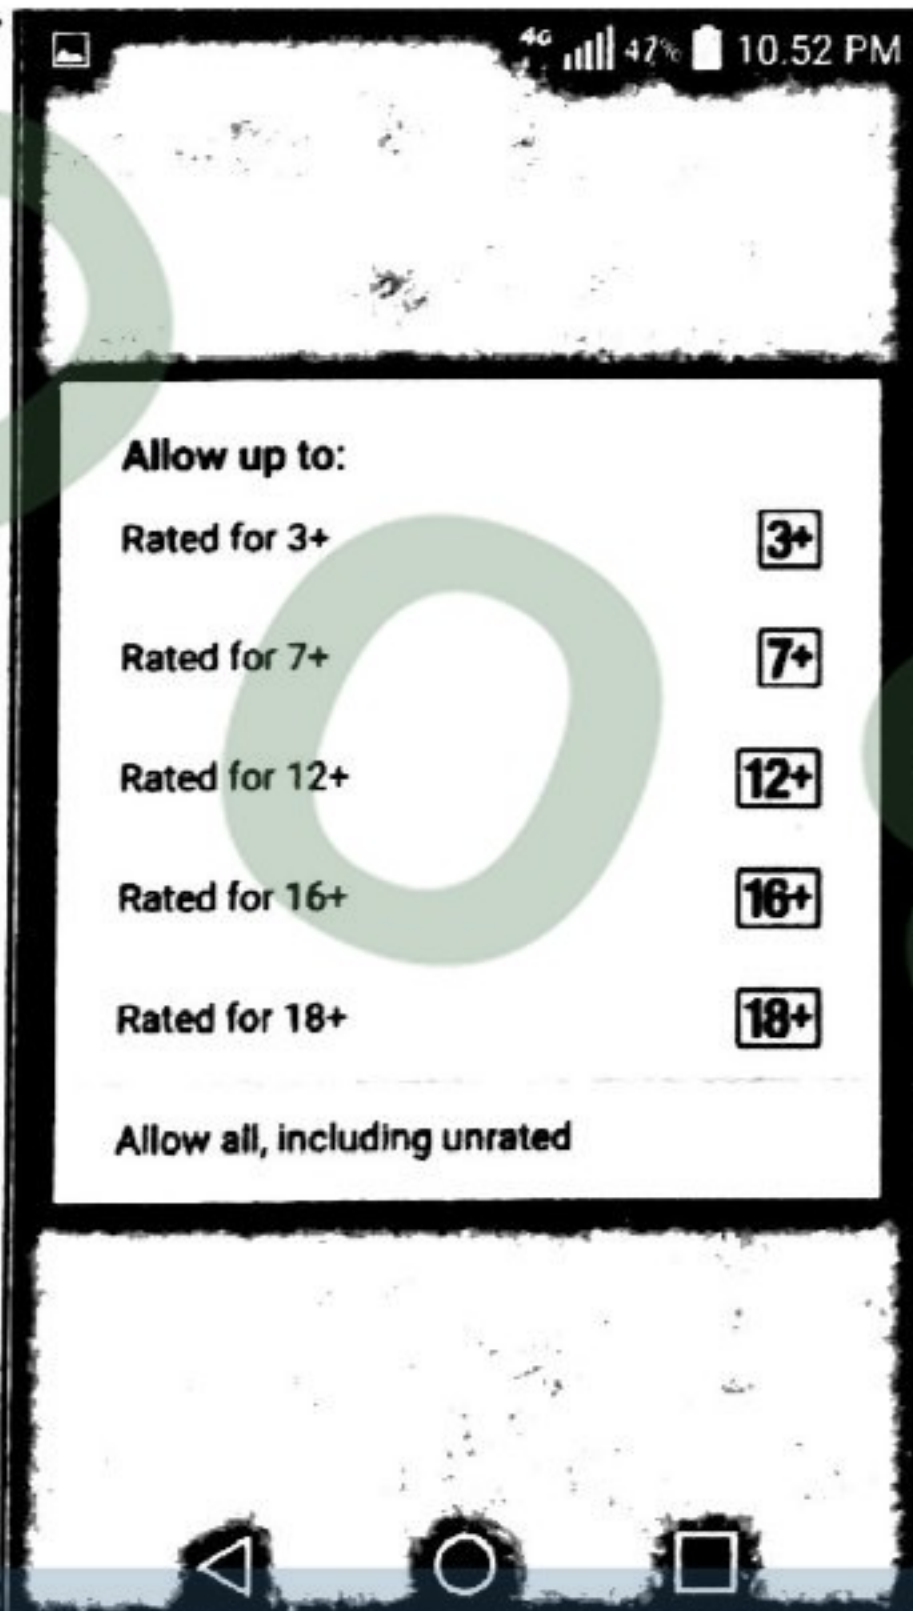 4G 47% 10.52 PM
Allow up to:
Rated for 3+ 3+
Rated for 7+ 7+
Rated for 12+ 12+
Rated for 16+ 16+
Rated for 18+ 18+
Allow all, including unrated